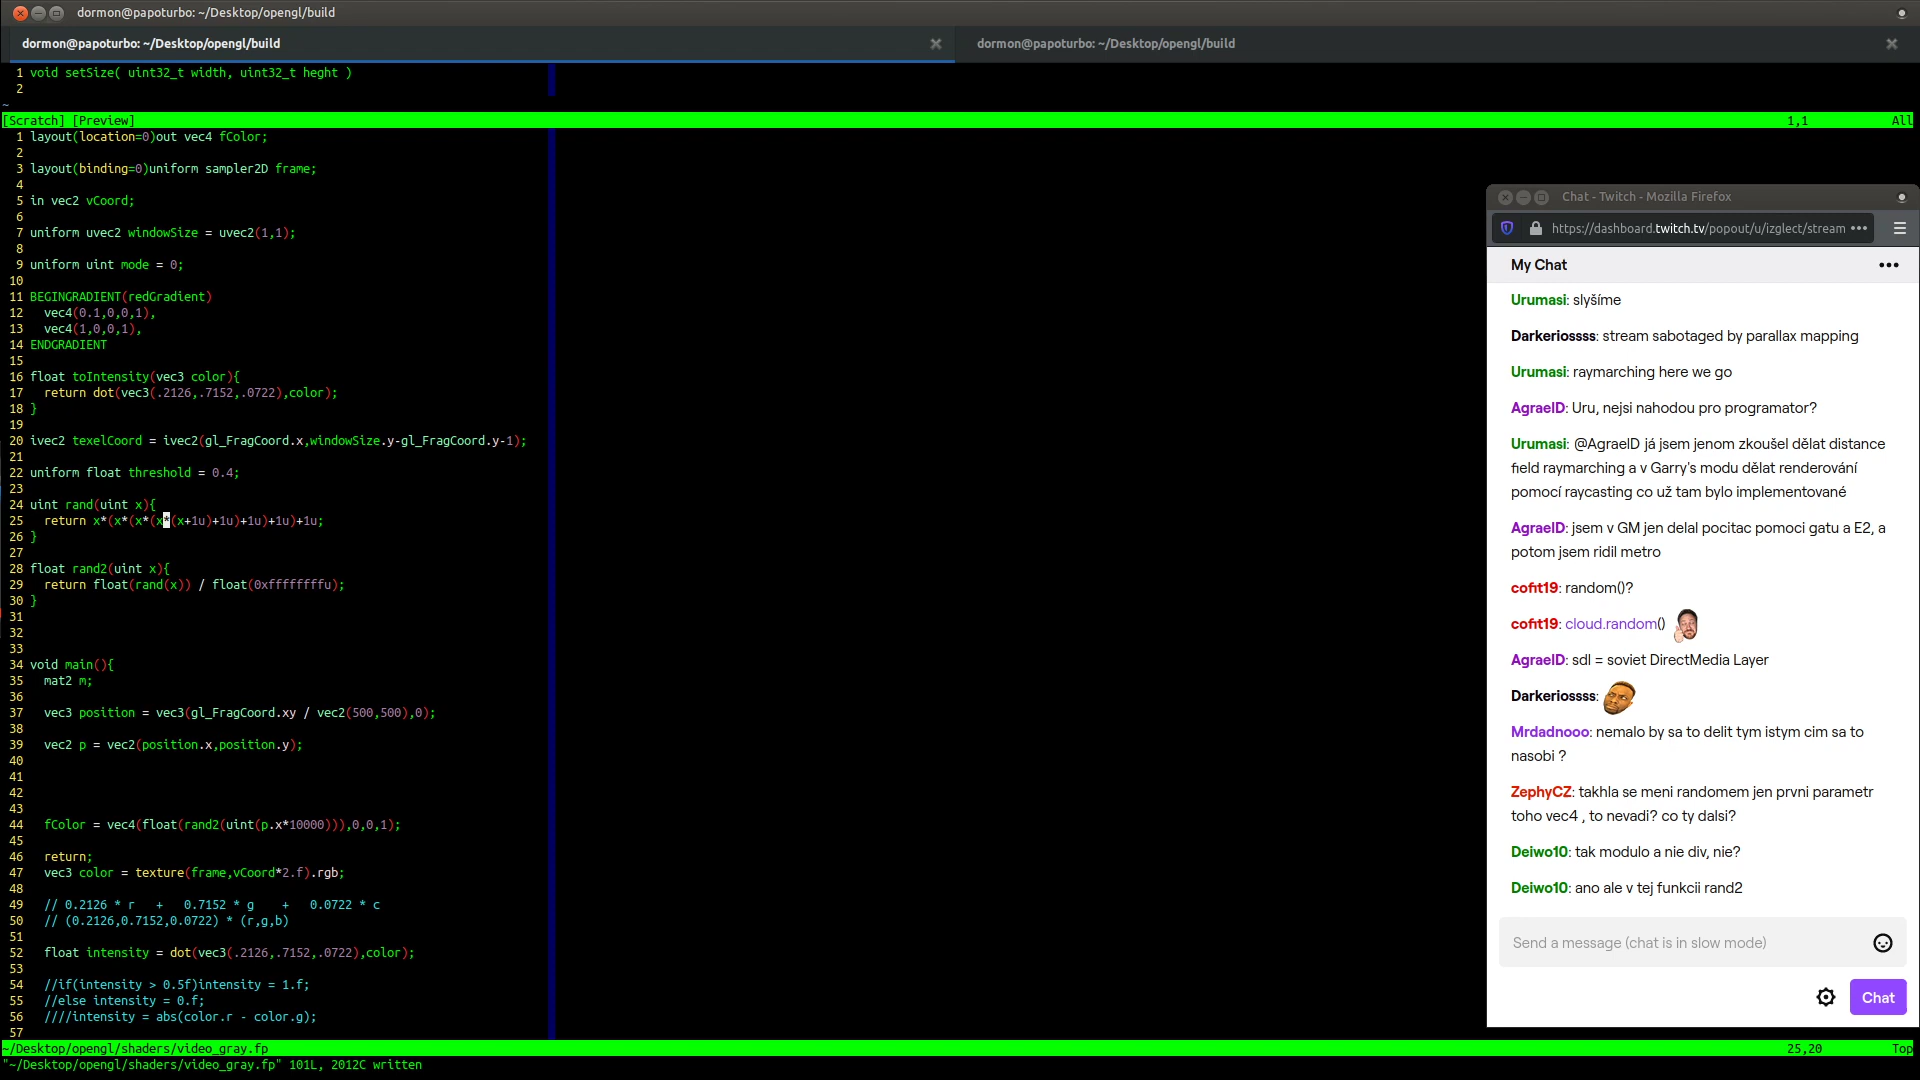 dormon@papoturbo: ~/Desktop/opengl/build
dormon@papoturbo: ~/Desktop/opengl/build
dormon@papoturbo: ~/Desktop/opengl/build
1 void setSize( uint32_t width, uint32_t heght )
2
~
[Scratch] [Preview] 1,1 All
1 layout(location=0)out vec4 fColor;
2
3 layout(binding=0)uniform sampler2D frame;
4
5 in vec2 vCoord;
6
7 uniform uvec2 windowSize = uvec2(1,1);
8
9 uniform uint mode = 0;
10
11 BEGINGRADIENT(redGradient)
12   vec4(0.1,0,0,1),
13   vec4(1,0,0,1),
14 ENDGRADIENT
15
16 float toIntensity(vec3 color){
17   return dot(vec3(.2126,.7152,.0722),color);
18 }
19
20 ivec2 texelCoord = ivec2(gl_FragCoord.x,windowSize.y-gl_FragCoord.y-1);
21
22 uniform float threshold = 0.4;
23
24 uint rand(uint x){
25   return x*(x*(x*(x*(x+1u)+1u)+1u)+1u)+1u;
26 }
27
28 float rand2(uint x){
29   return float(rand(x)) / float(0xffffffffu);
30 }
31
32
33
34 void main(){
35   mat2 m;
36
37   vec3 position = vec3(gl_FragCoord.xy / vec2(500,500),0);
38
39   vec2 p = vec2(position.x,position.y);
40
41
42
43
44   fColor = vec4(float(rand2(uint(p.x*10000))),0,0,1);
45
46   return;
47   vec3 color = texture(frame,vCoord*2.f).rgb;
48
49   // 0.2126 * r   +   0.7152 * g    +   0.0722 * c
50   // (0.2126,0.7152,0.0722) * (r,g,b)
51
52   float intensity = dot(vec3(.2126,.7152,.0722),color);
53
54   //if(intensity > 0.5f)intensity = 1.f;
55   //else intensity = 0.f;
56   ////intensity = abs(color.r - color.g);
57
~/Desktop/opengl/shaders/video_gray.fp 25,20 Top
"~/Desktop/opengl/shaders/video_gray.fp" 101L, 2012C written
Chat - Twitch - Mozilla Firefox
https://dashboard.twitch.tv/popout/u/izglect/stream
My Chat
Urumasi: slyšíme
Darkeriossss: stream sabotaged by parallax mapping
Urumasi: raymarching here we go
AgraelD: Uru, nejsi nahodou pro programator?
Urumasi: @AgraelD já jsem jenom zkoušel dělat distance
field raymarching a v Garry's modu dělat renderování
pomocí raycasting co už tam bylo implementované
AgraelD: jsem v GM jen delal pocitac pomoci gatu a E2, a
potom jsem ridil metro
cofit19: random()?
cofit19: cloud.random()
AgraelD: sdl = soviet DirectMedia Layer
Darkeriossss:
Mrdadnooo: nemalo by sa to delit tym istym cim sa to
nasobi ?
ZephyCZ: takhla se meni randomem jen prvni parametr
toho vec4 , to nevadi? co ty dalsi?
Deiwo10: tak modulo a nie div, nie?
Deiwo10: ano ale v tej funkcii rand2
Send a message (chat is in slow mode)
Chat